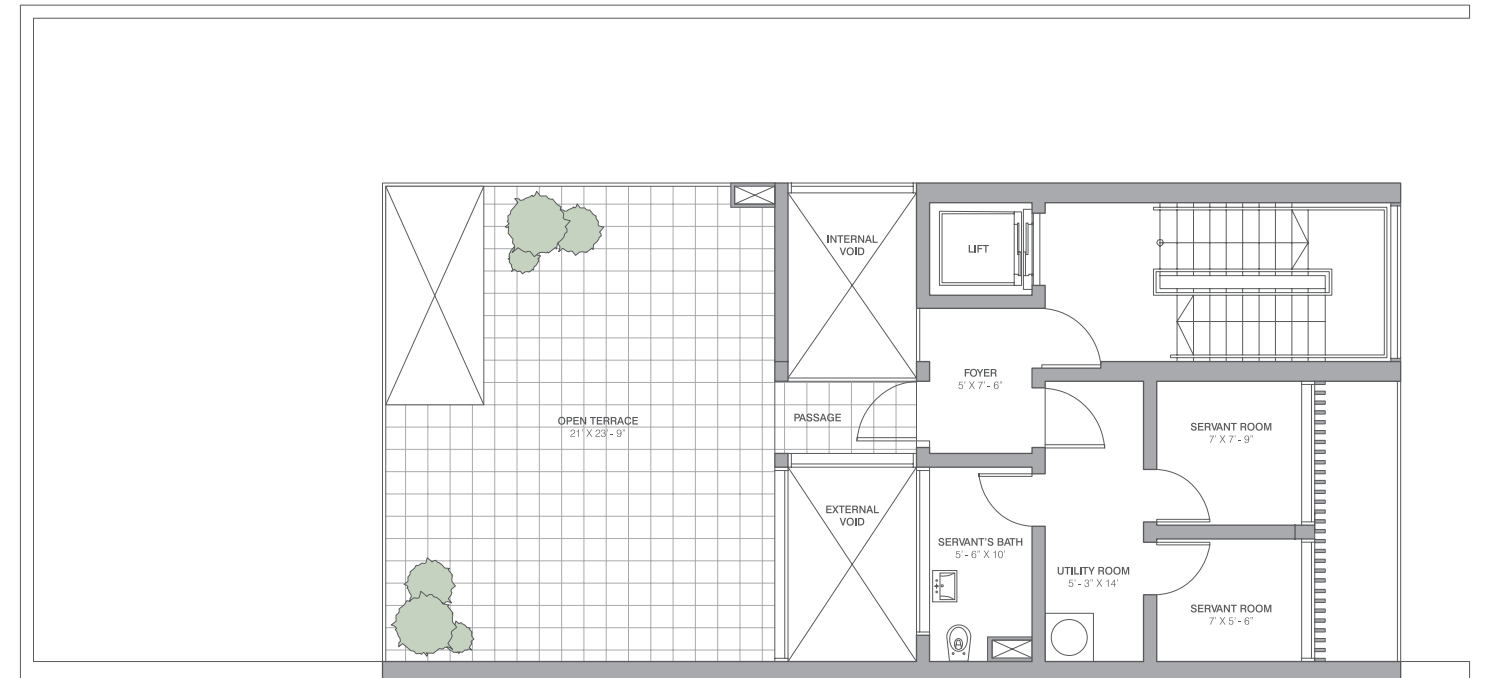 INTERNAL
VOID
LIFT
FOYER
5' X 7' - 6"
OPEN TERRACE
21' X 23' - 9"
PASSAGE
SERVANT ROOM
7' X 7' - 9"
EXTERNAL
VOID
SERVANT'S BATH
5' - 6" X 10'
UTILITY ROOM
5' - 3" X 14'
SERVANT ROOM
7' X 5' - 6"